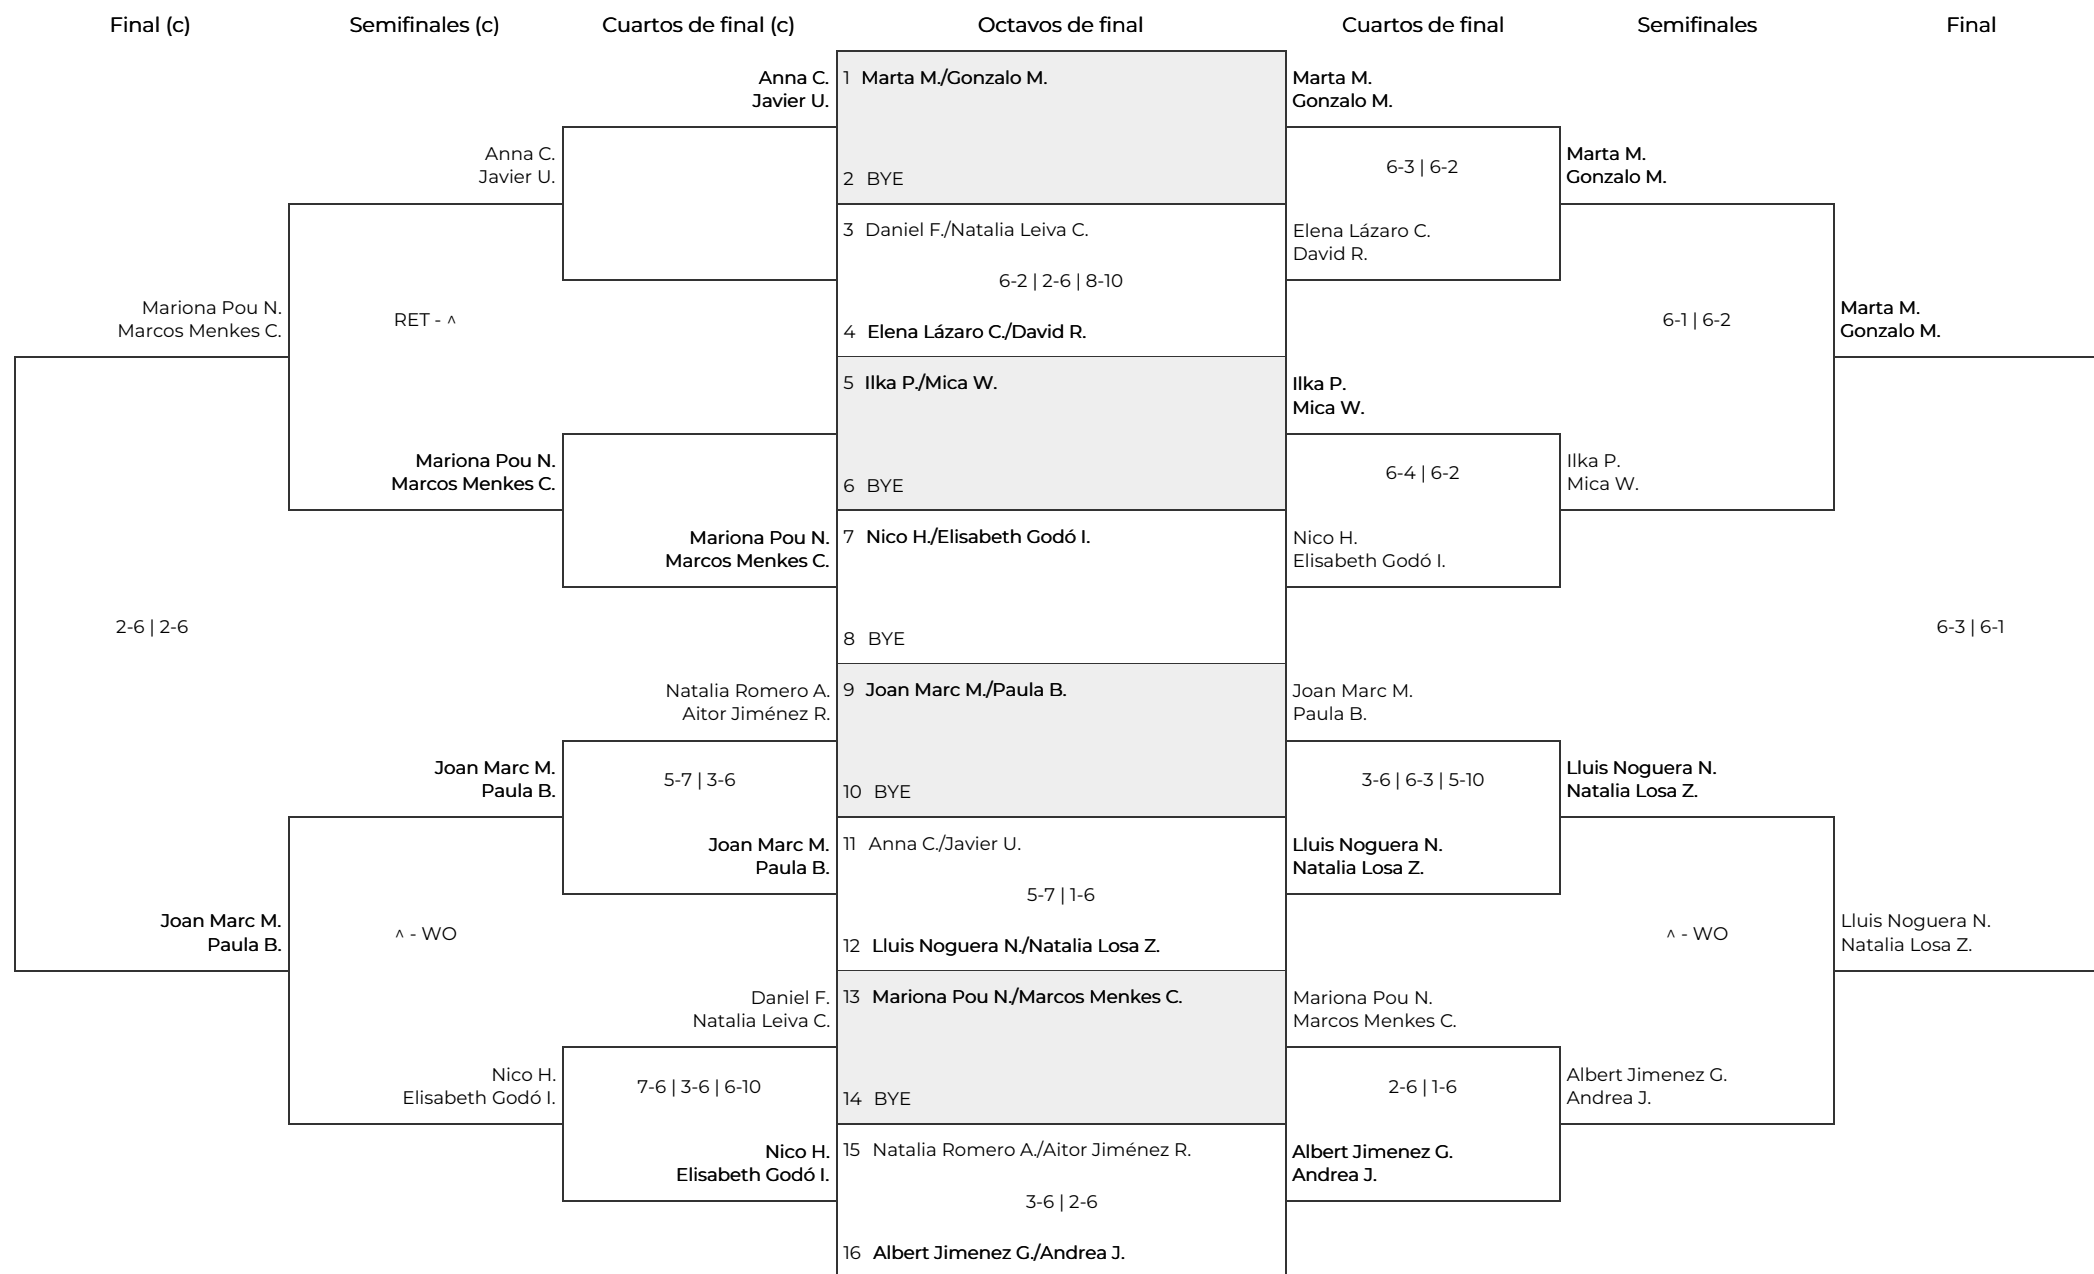 Final (c)
Semifinales (c)
Cuartos de final (c)
Octavos de final
Cuartos de final
Semifinales
Final
Mariona Pou N.
Marcos Menkes C.
2-6 | 2-6
Joan Marc M.
Paula B.
Anna C.
Javier U.
RET - ^
Mariona Pou N.
Marcos Menkes C.
Joan Marc M.
Paula B.
^ - WO
Nico H.
Elisabeth Godó I.
Anna C.
Javier U.
Mariona Pou N.
Marcos Menkes C.
Natalia Romero A.
Aitor Jiménez R.
5-7 | 3-6
Joan Marc M.
Paula B.
Daniel F.
Natalia Leiva C.
7-6 | 3-6 | 6-10
Nico H.
Elisabeth Godó I.
1 Marta M./Gonzalo M.
2 BYE
3 Daniel F./Natalia Leiva C.
6-2 | 2-6 | 8-10
4 Elena Lázaro C./David R.
5 Ilka P./Mica W.
6 BYE
7 Nico H./Elisabeth Godó I.
8 BYE
9 Joan Marc M./Paula B.
10 BYE
11 Anna C./Javier U.
5-7 | 1-6
12 Lluis Noguera N./Natalia Losa Z.
13 Mariona Pou N./Marcos Menkes C.
14 BYE
15 Natalia Romero A./Aitor Jiménez R.
3-6 | 2-6
16 Albert Jimenez G./Andrea J.
Marta M.
Gonzalo M.
6-3 | 6-2
Elena Lázaro C.
David R.
Ilka P.
Mica W.
6-4 | 6-2
Nico H.
Elisabeth Godó I.
Joan Marc M.
Paula B.
3-6 | 6-3 | 5-10
Lluis Noguera N.
Natalia Losa Z.
Mariona Pou N.
Marcos Menkes C.
2-6 | 1-6
Albert Jimenez G.
Andrea J.
Marta M.
Gonzalo M.
6-1 | 6-2
Ilka P.
Mica W.
Lluis Noguera N.
Natalia Losa Z.
^ - WO
Albert Jimenez G.
Andrea J.
Marta M.
Gonzalo M.
6-3 | 6-1
Lluis Noguera N.
Natalia Losa Z.